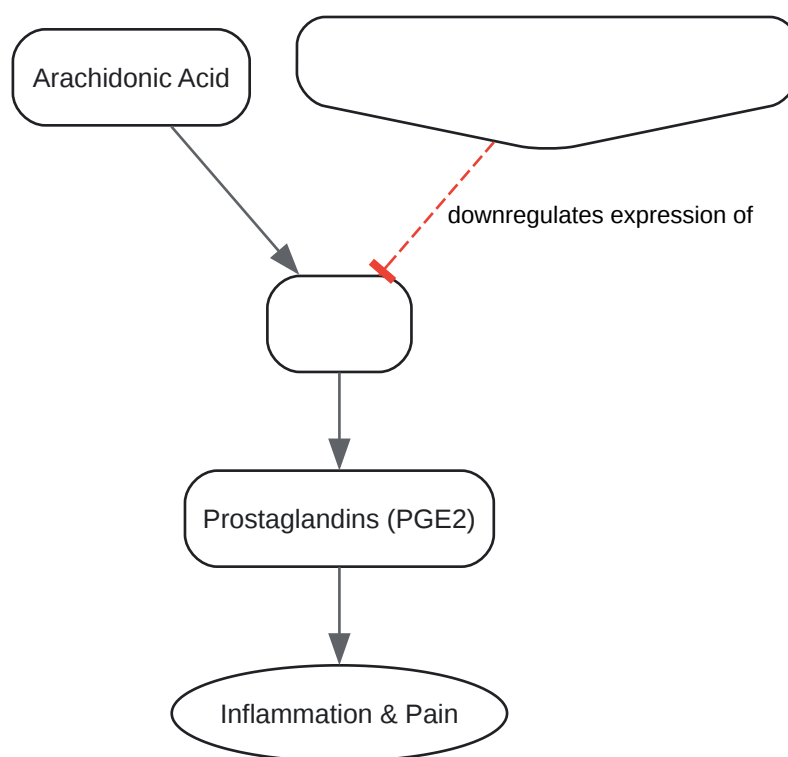 Arachidonic Acid
downregulates expression of
Prostaglandins (PGE2)
Inflammation & Pain